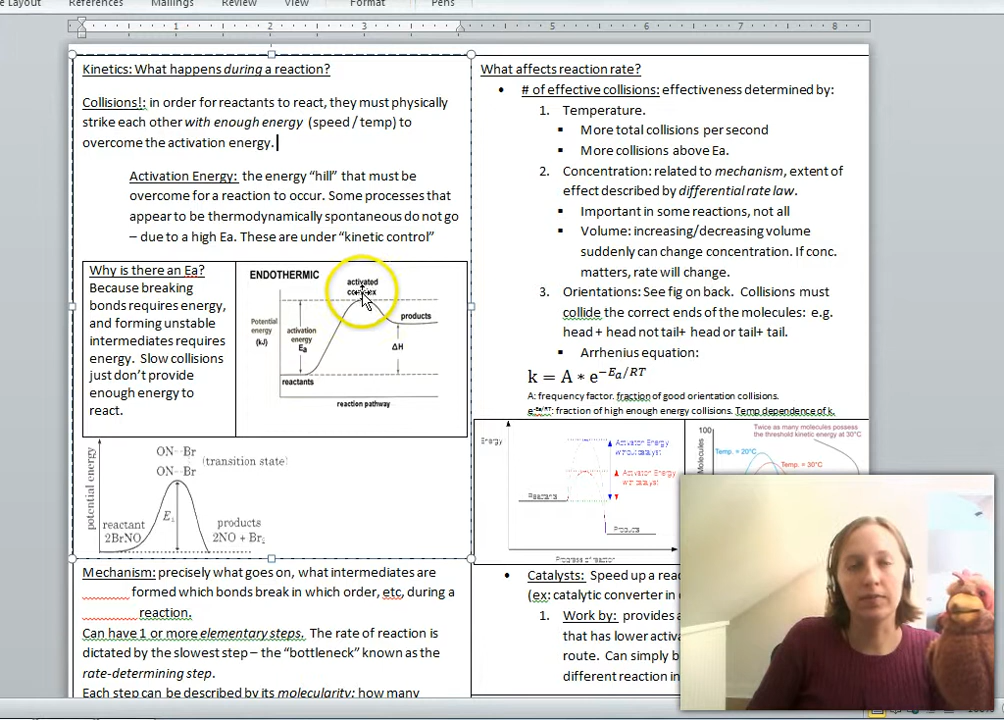 e Layout References Mailings Review View Format Pens
1 2 3 5 6 7 8
Kinetics: What happens during a reaction?
Collisions!: in order for reactants to react, they must physically
strike each other with enough energy (speed / temp) to
overcome the activation energy.
Activation Energy: the energy “hill” that must be
overcome for a reaction to occur. Some processes that
appear to be thermodynamically spontaneous do not go
– due to a high Ea. These are under “kinetic control”
Why is there an Ea?
Because breaking
bonds requires energy,
and forming unstable
intermediates requires
energy. Slow collisions
just don’t provide
enough energy to
react.
ENDOTHERMIC
activated
products
Potential
energy
(kJ)
activation
energy
Ea
ΔH
reactants
reaction pathway
potential energy
ON--Br
ON--Br
(transition state)
E
reactant
2BrNO
products
2NO + Br
Mechanism: precisely what goes on, what intermediates are
formed which bonds break in which order, etc, during a
reaction.
Can have 1 or more elementary steps. The rate of reaction is
dictated by the slowest step – the “bottleneck” known as the
rate-determining step.
Each step can be described by its molecularity: how many
What affects reaction rate?
• # of effective collisions: effectiveness determined by:
1. Temperature.
▪ More total collisions per second
▪ More collisions above Ea.
2. Concentration: related to mechanism, extent of
effect described by differential rate law.
▪ Important in some reactions, not all
▪ Volume: increasing/decreasing volume
suddenly can change concentration. If conc.
matters, rate will change.
3. Orientations: See fig on back. Collisions must
collide the correct ends of the molecules: e.g.
head + head not tail+ head or tail+ tail.
▪ Arrhenius equation:
k = A * e^−Ea/RT
A: frequency factor. fraction of good orientation collisions.
e-Ea/RT: fraction of high enough energy collisions. Temp dependence of k.
Energy
Activation Energy
Activation Energy
Reactants
Products
Progress of reaction
100
Molecules
Twice as many molecules possess
the threshold kinetic energy at 30°C
Temp. = 20°C
Temp. = 30°C
• Catalysts: Speed up a
(ex: catalytic converter in
1. Work by: provides
that has lower
route. Can simply
different reaction